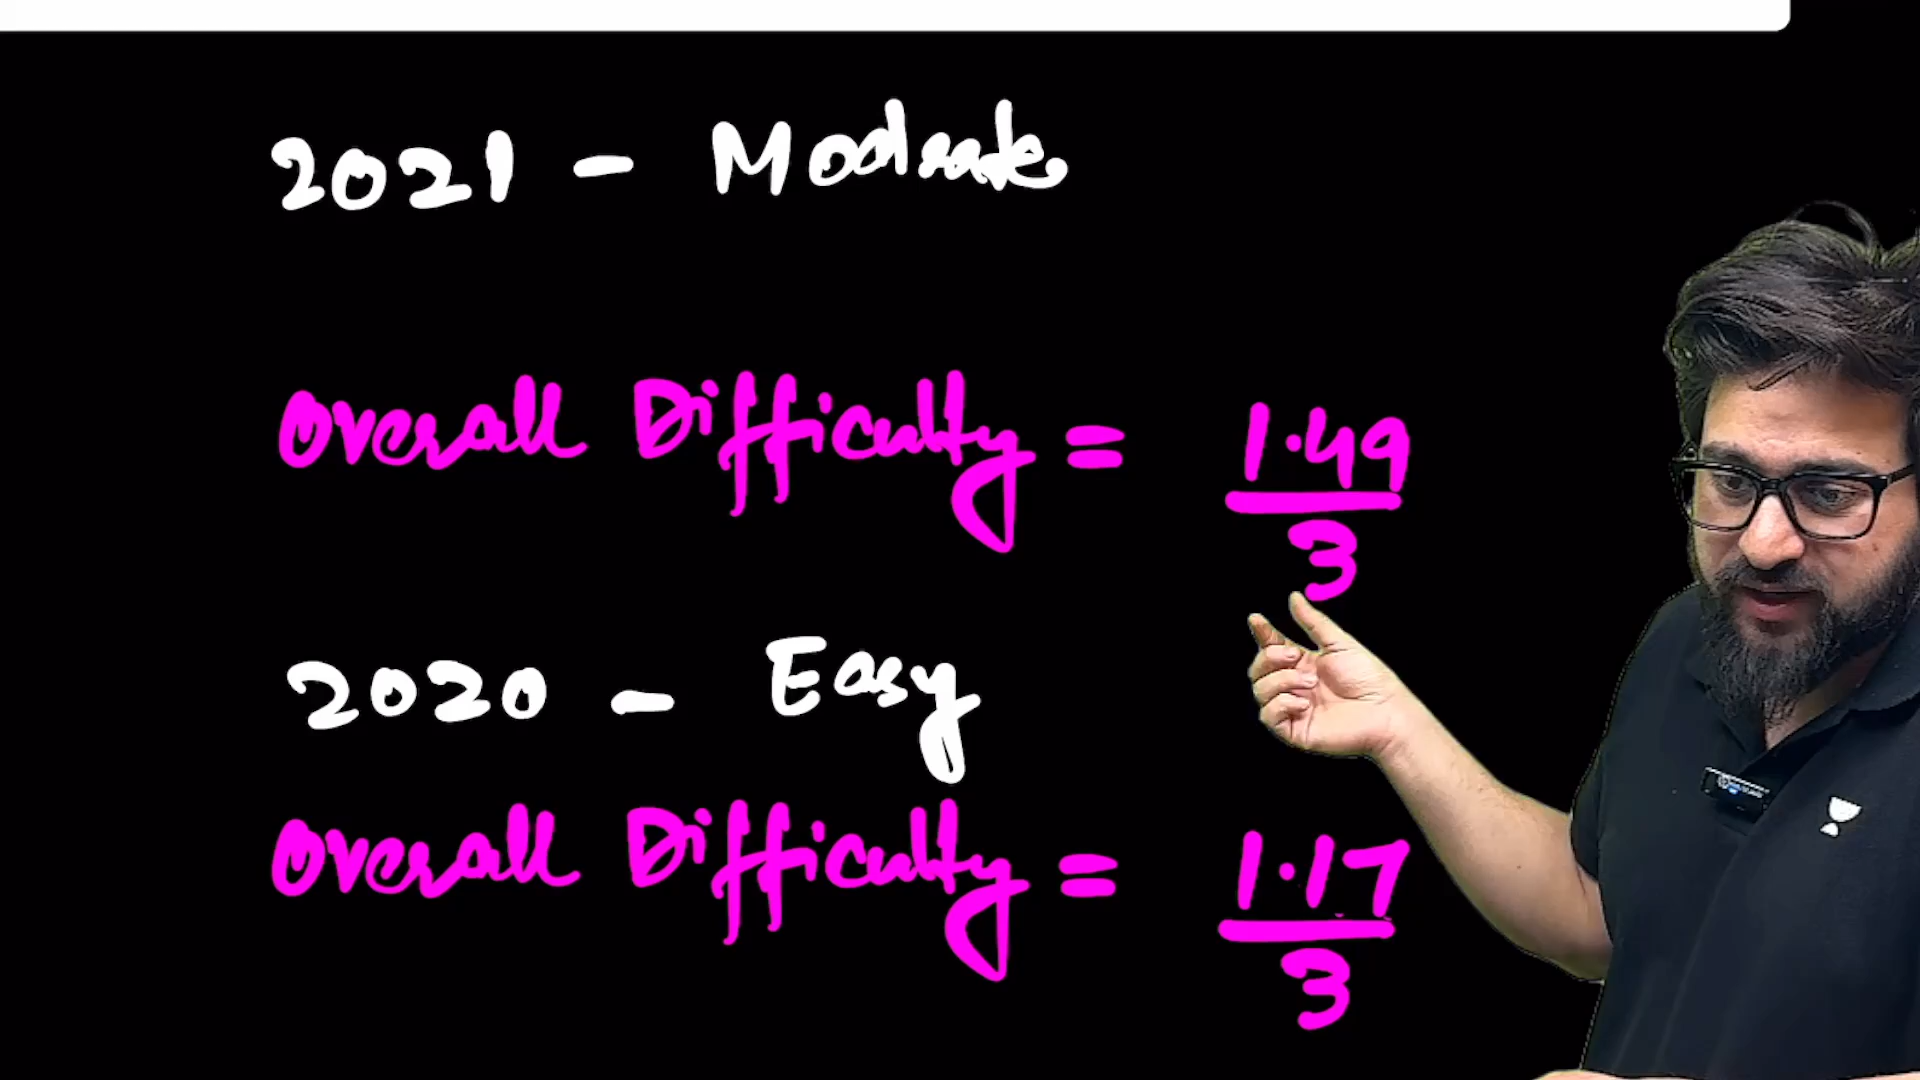 2021 - Moderate
Overall Difficulty = 1.49
3
2020 - Easy
Overall Difficulty = 1.17
3